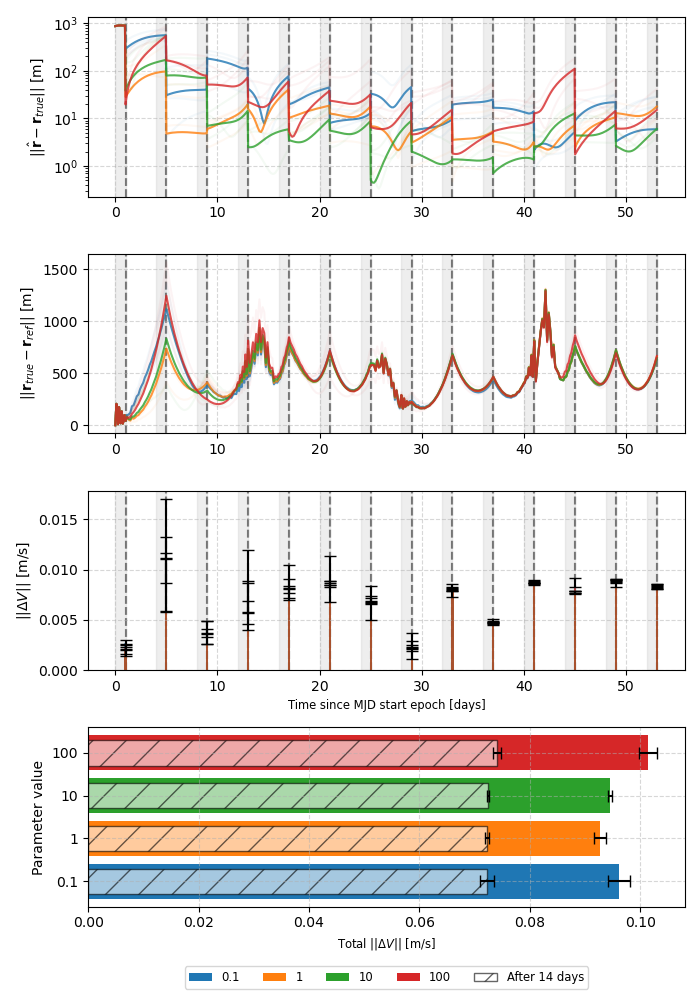 10³
10²
10¹
10⁰
||r̂ − r_true|| [m]
0 10 20 30 40 50
1500
1000
500
0
||r_true − r_ref|| [m]
0 10 20 30 40 50
0.015
0.010
0.005
0.000
||ΔV|| [m/s]
0 10 20 30 40 50
Time since MJD start epoch [days]
100
10
1
0.1
Parameter value
0.00 0.02 0.04 0.06 0.08 0.10
Total ||ΔV|| [m/s]
0.1 1 10 100 After 14 days